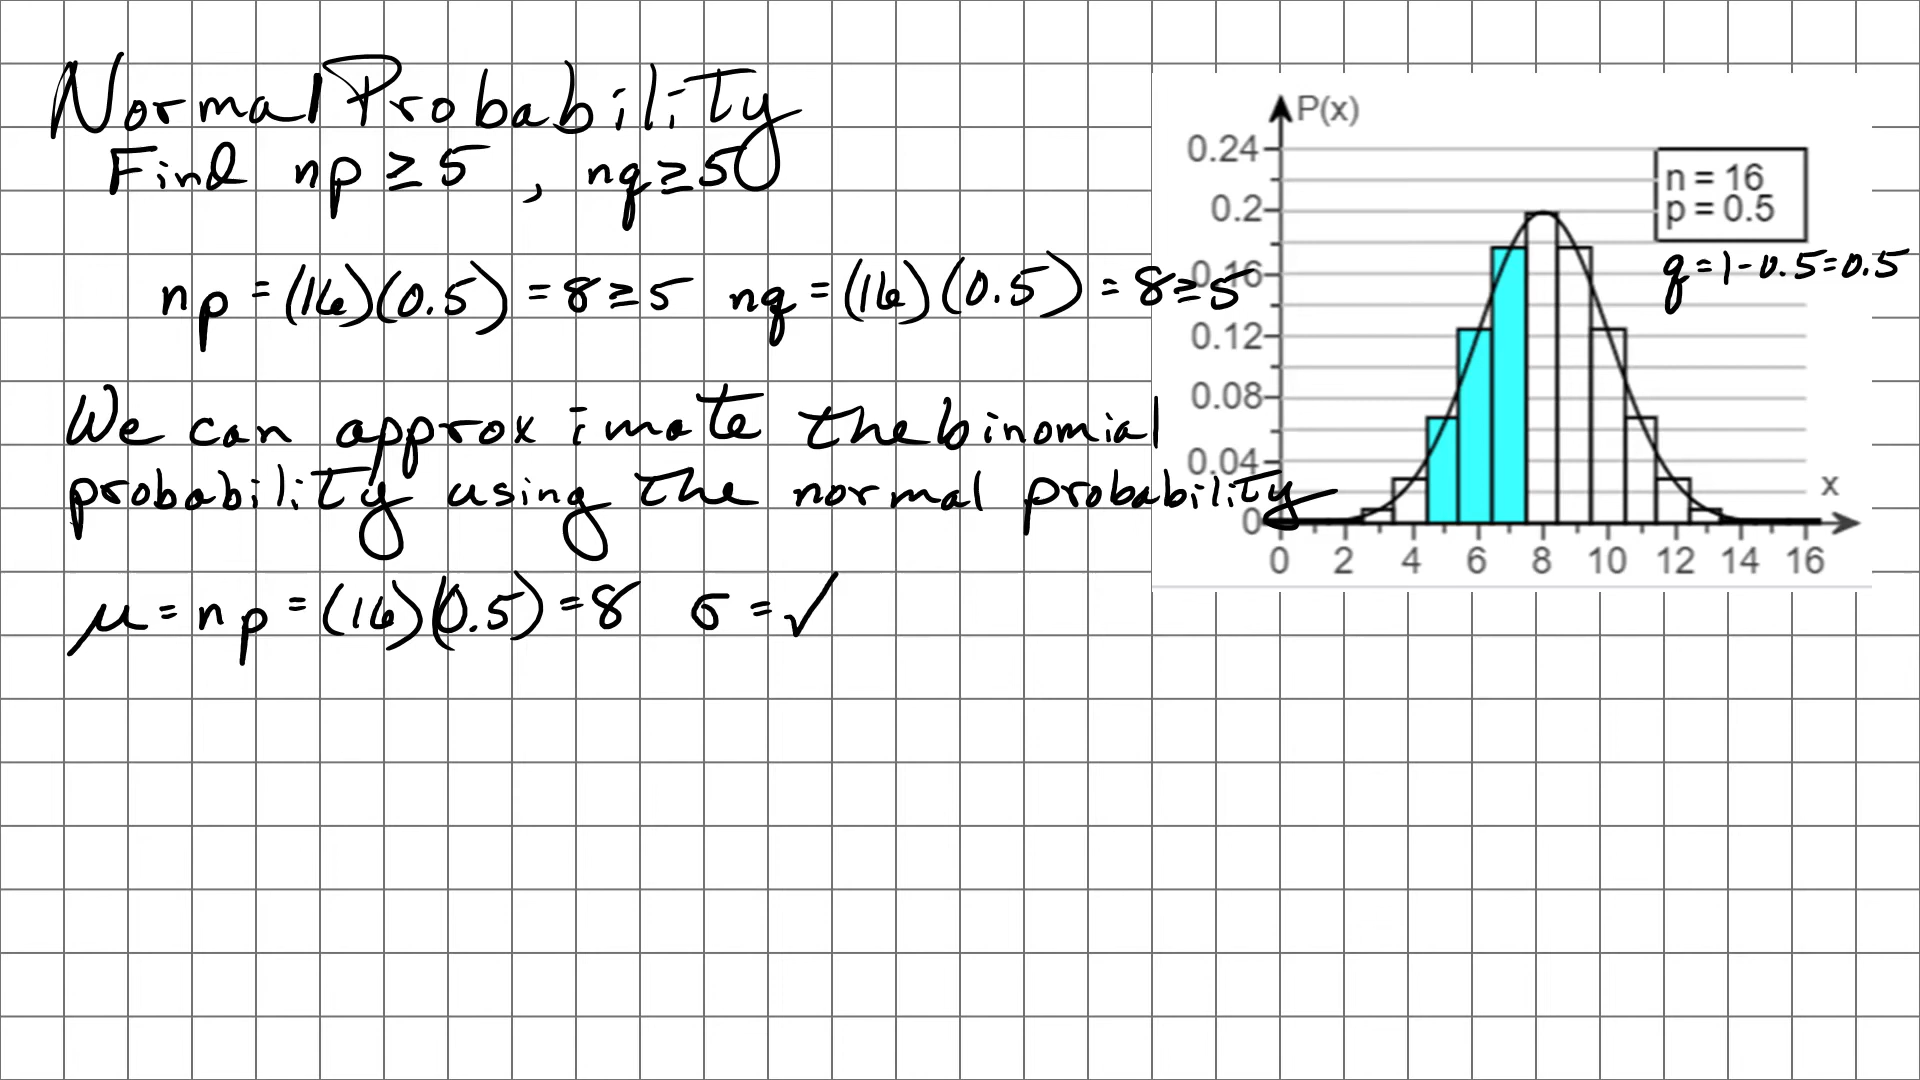 Normal Probability
Find np ≥ 5 , nq ≥ 5
np = (16)(0.5) = 8 ≥ 5 nq = (16)(0.5) = 8 ≥ 5
We can approximate the binomial
probability using the normal probability
μ = np = (16)(0.5) = 8 σ = √
P(x)
0.24
0.2
0.16
0.12
0.08
0.04
0
0 2 4 6 8 10 12 14 16
x
n = 16
p = 0.5
q = 1 - 0.5 = 0.5